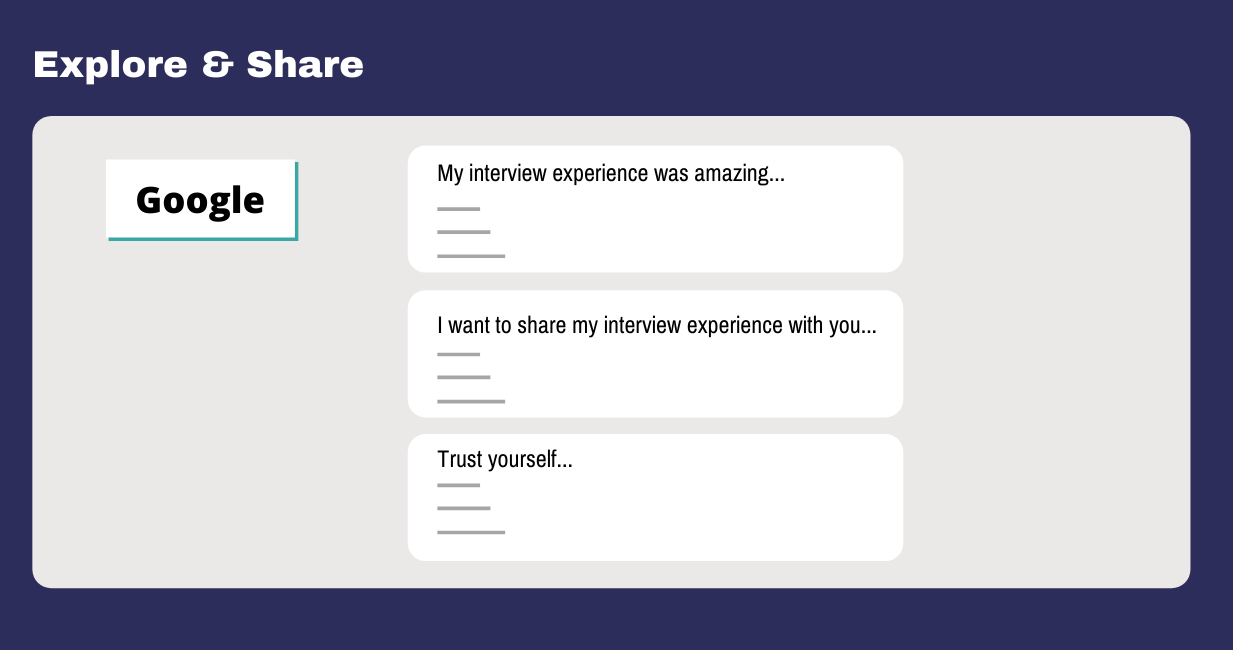 Explore & Share
Google
My interview experience was amazing...
I want to share my interview experience with you...
Trust yourself...